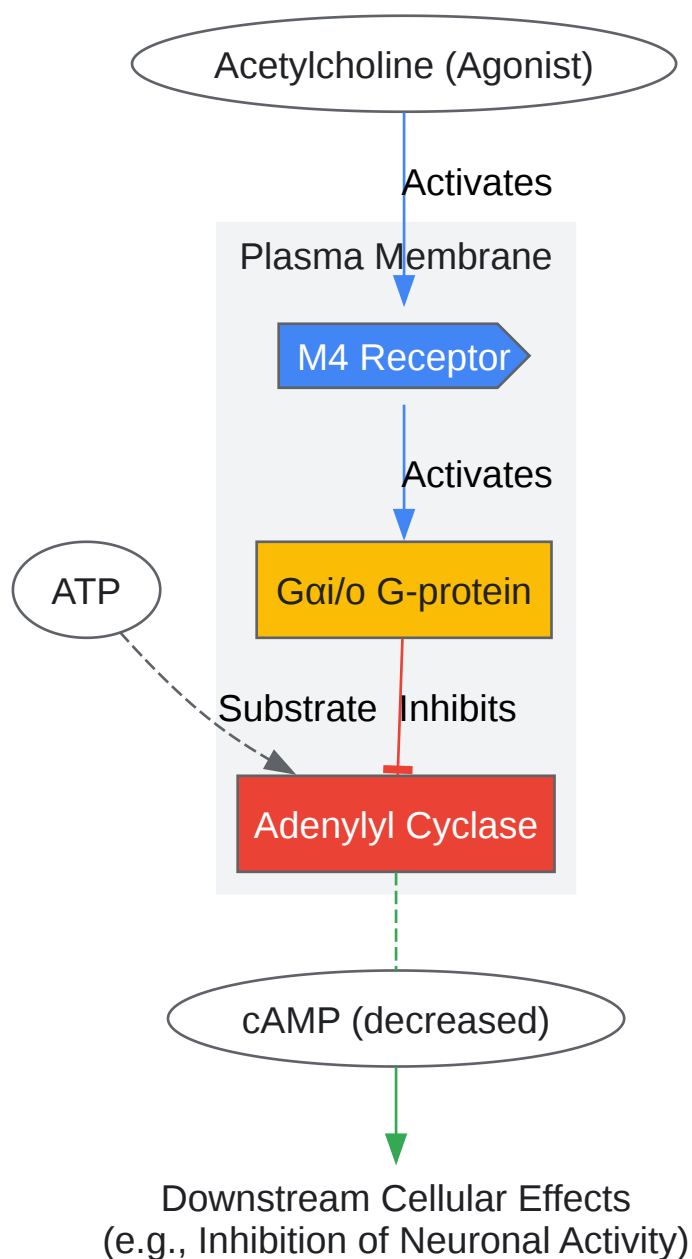 Acetylcholine (Agonist)
Activates
Plasma Membrane
M4 Receptor
Activates
ATP
Gαi/o G-protein
Substrate
Inhibits
Adenylyl Cyclase
cAMP (decreased)
Downstream Cellular Effects
(e.g., Inhibition of Neuronal Activity)